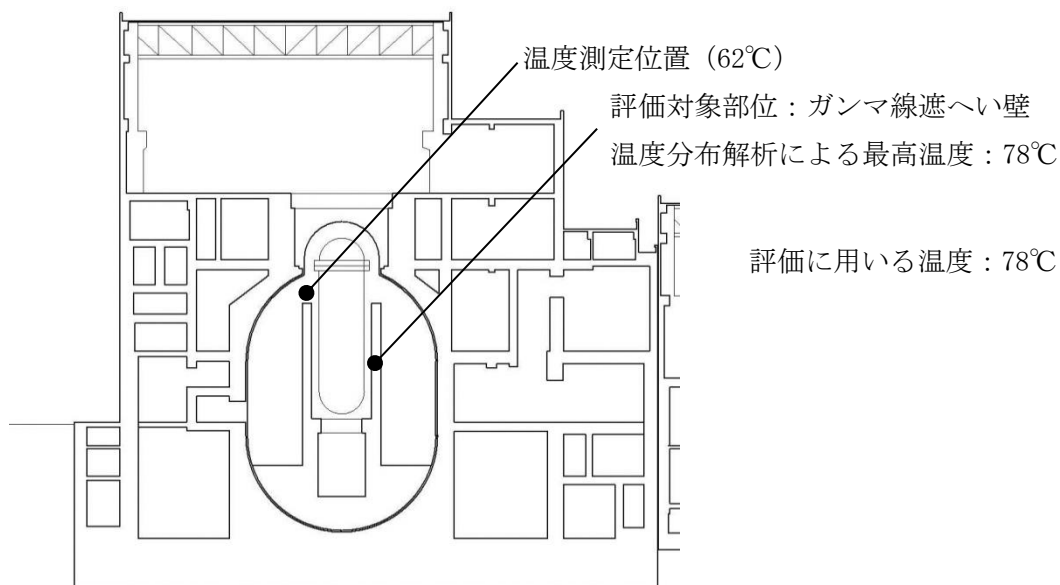 温度測定位置（62℃）
評価対象部位：ガンマ線遮へい壁
温度分布解析による最高温度：78℃
評価に用いる温度：78℃